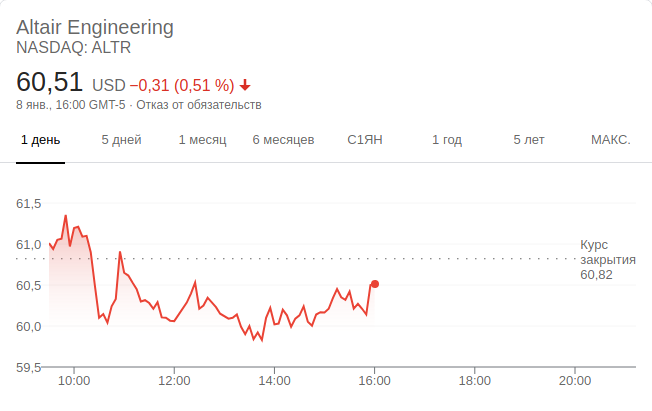 Altair Engineering
NASDAQ: ALTR
60,51 USD −0,31 (0,51 %)
8 янв., 16:00 GMT-5 · Отказ от обязательств
1 день 5 дней 1 месяц 6 месяцев С1ЯН 1 год 5 лет МАКС.
61,5
61,0
60,5
60,0
59,5
Курс
закрытия
60,82
10:00 12:00 14:00 16:00 18:00 20:00